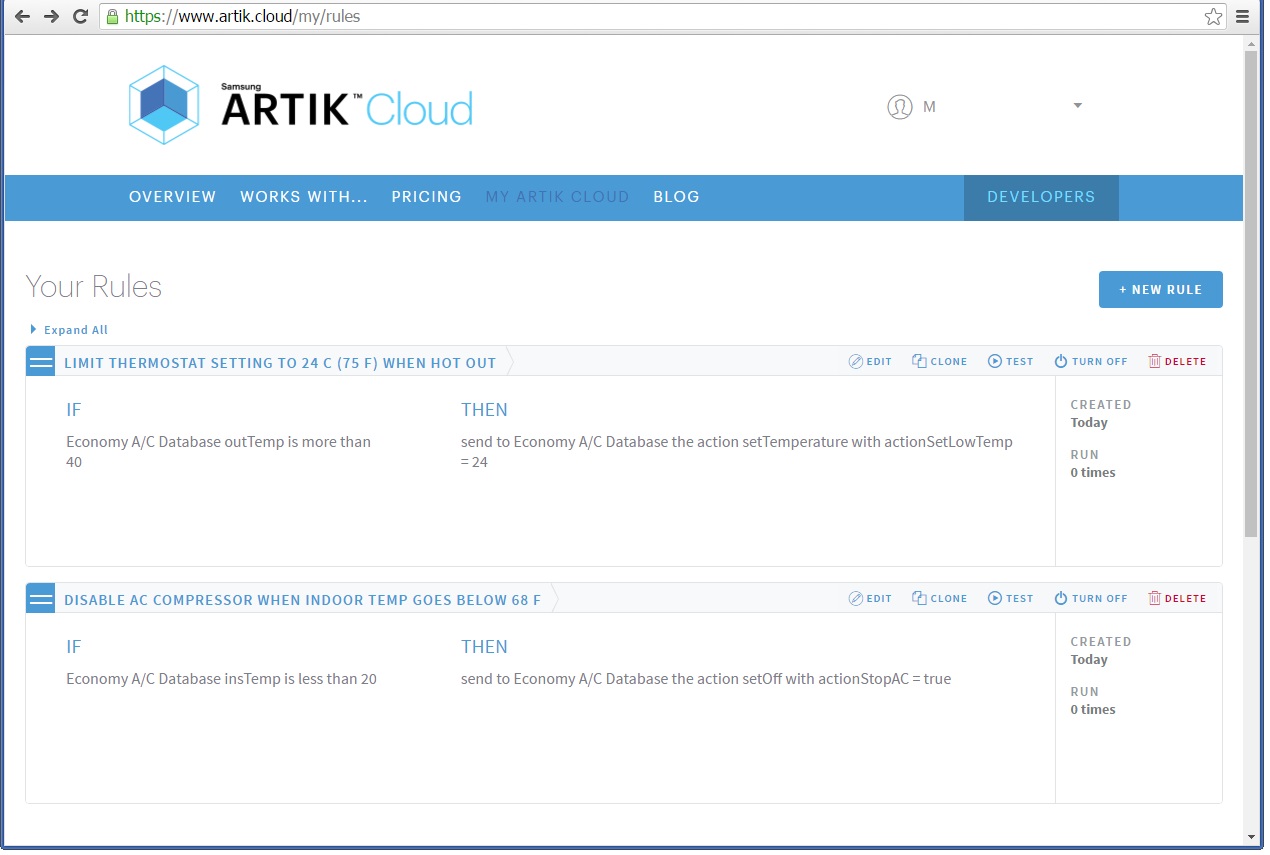 https://www.artik.cloud/my/rules
Samsung
ARTIK™ Cloud
M
OVERVIEW WORKS WITH... PRICING MY ARTIK CLOUD BLOG DEVELOPERS
Your Rules
+ NEW RULE
Expand All
LIMIT THERMOSTAT SETTING TO 24 C (75 F) WHEN HOT OUT EDIT CLONE TEST TURN OFF DELETE
IF
Economy A/C Database outTemp is more than
40
THEN
send to Economy A/C Database the action setTemperature with actionSetLowTemp
= 24
CREATED
Today
RUN
0 times
DISABLE AC COMPRESSOR WHEN INDOOR TEMP GOES BELOW 68 F EDIT CLONE TEST TURN OFF DELETE
IF
Economy A/C Database insTemp is less than 20
THEN
send to Economy A/C Database the action setOff with actionStopAC = true
CREATED
Today
RUN
0 times